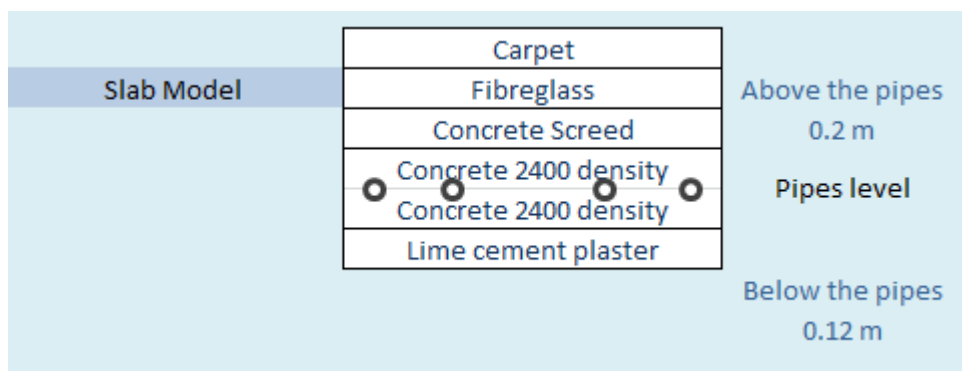 Carpet
Slab Model
Fibreglass
Above the pipes
Concrete Screed
0.2 m
Concrete 2400 density
Pipes level
Concrete 2400 density
Lime cement plaster
Below the pipes
0.12 m